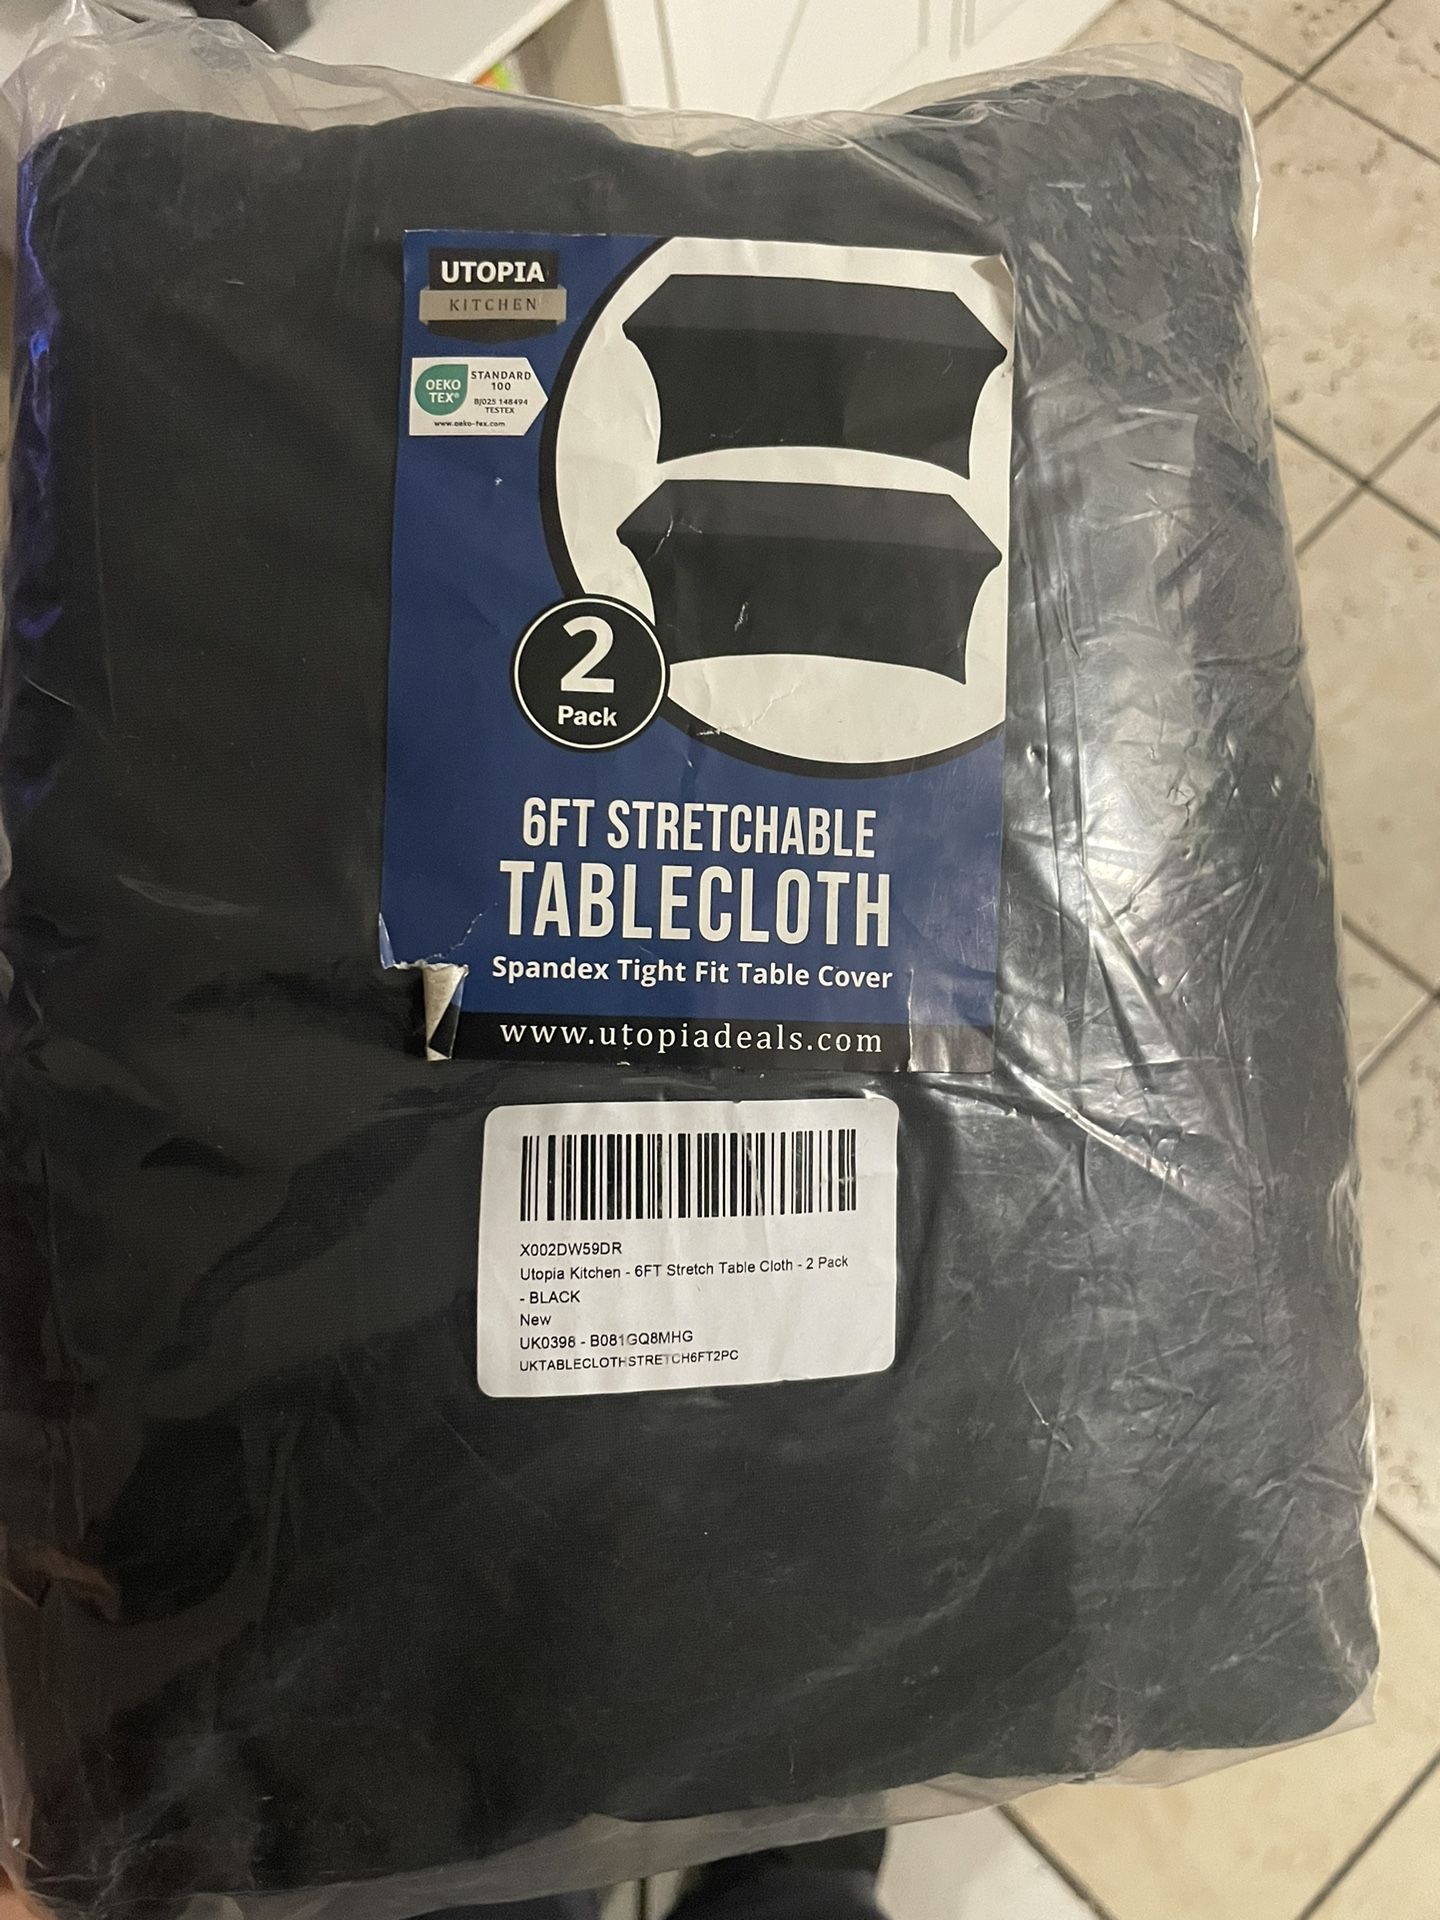 UTOPIA
KITCHEN
OEKO
TEX®
STANDARD
100
BJ025 148494
TESTEX
www.oeko-tex.com
2
Pack
6FT STRETCHABLE
TABLECLOTH
Spandex Tight Fit Table Cover
www.utopiadeals.com
X002DW59DR
Utopia Kitchen - 6FT Stretch Table Cloth - 2 Pack
- BLACK
New
UK0398 - B081GQ8MHG
UKTABLECLOTHSTRETCH6FT2PC